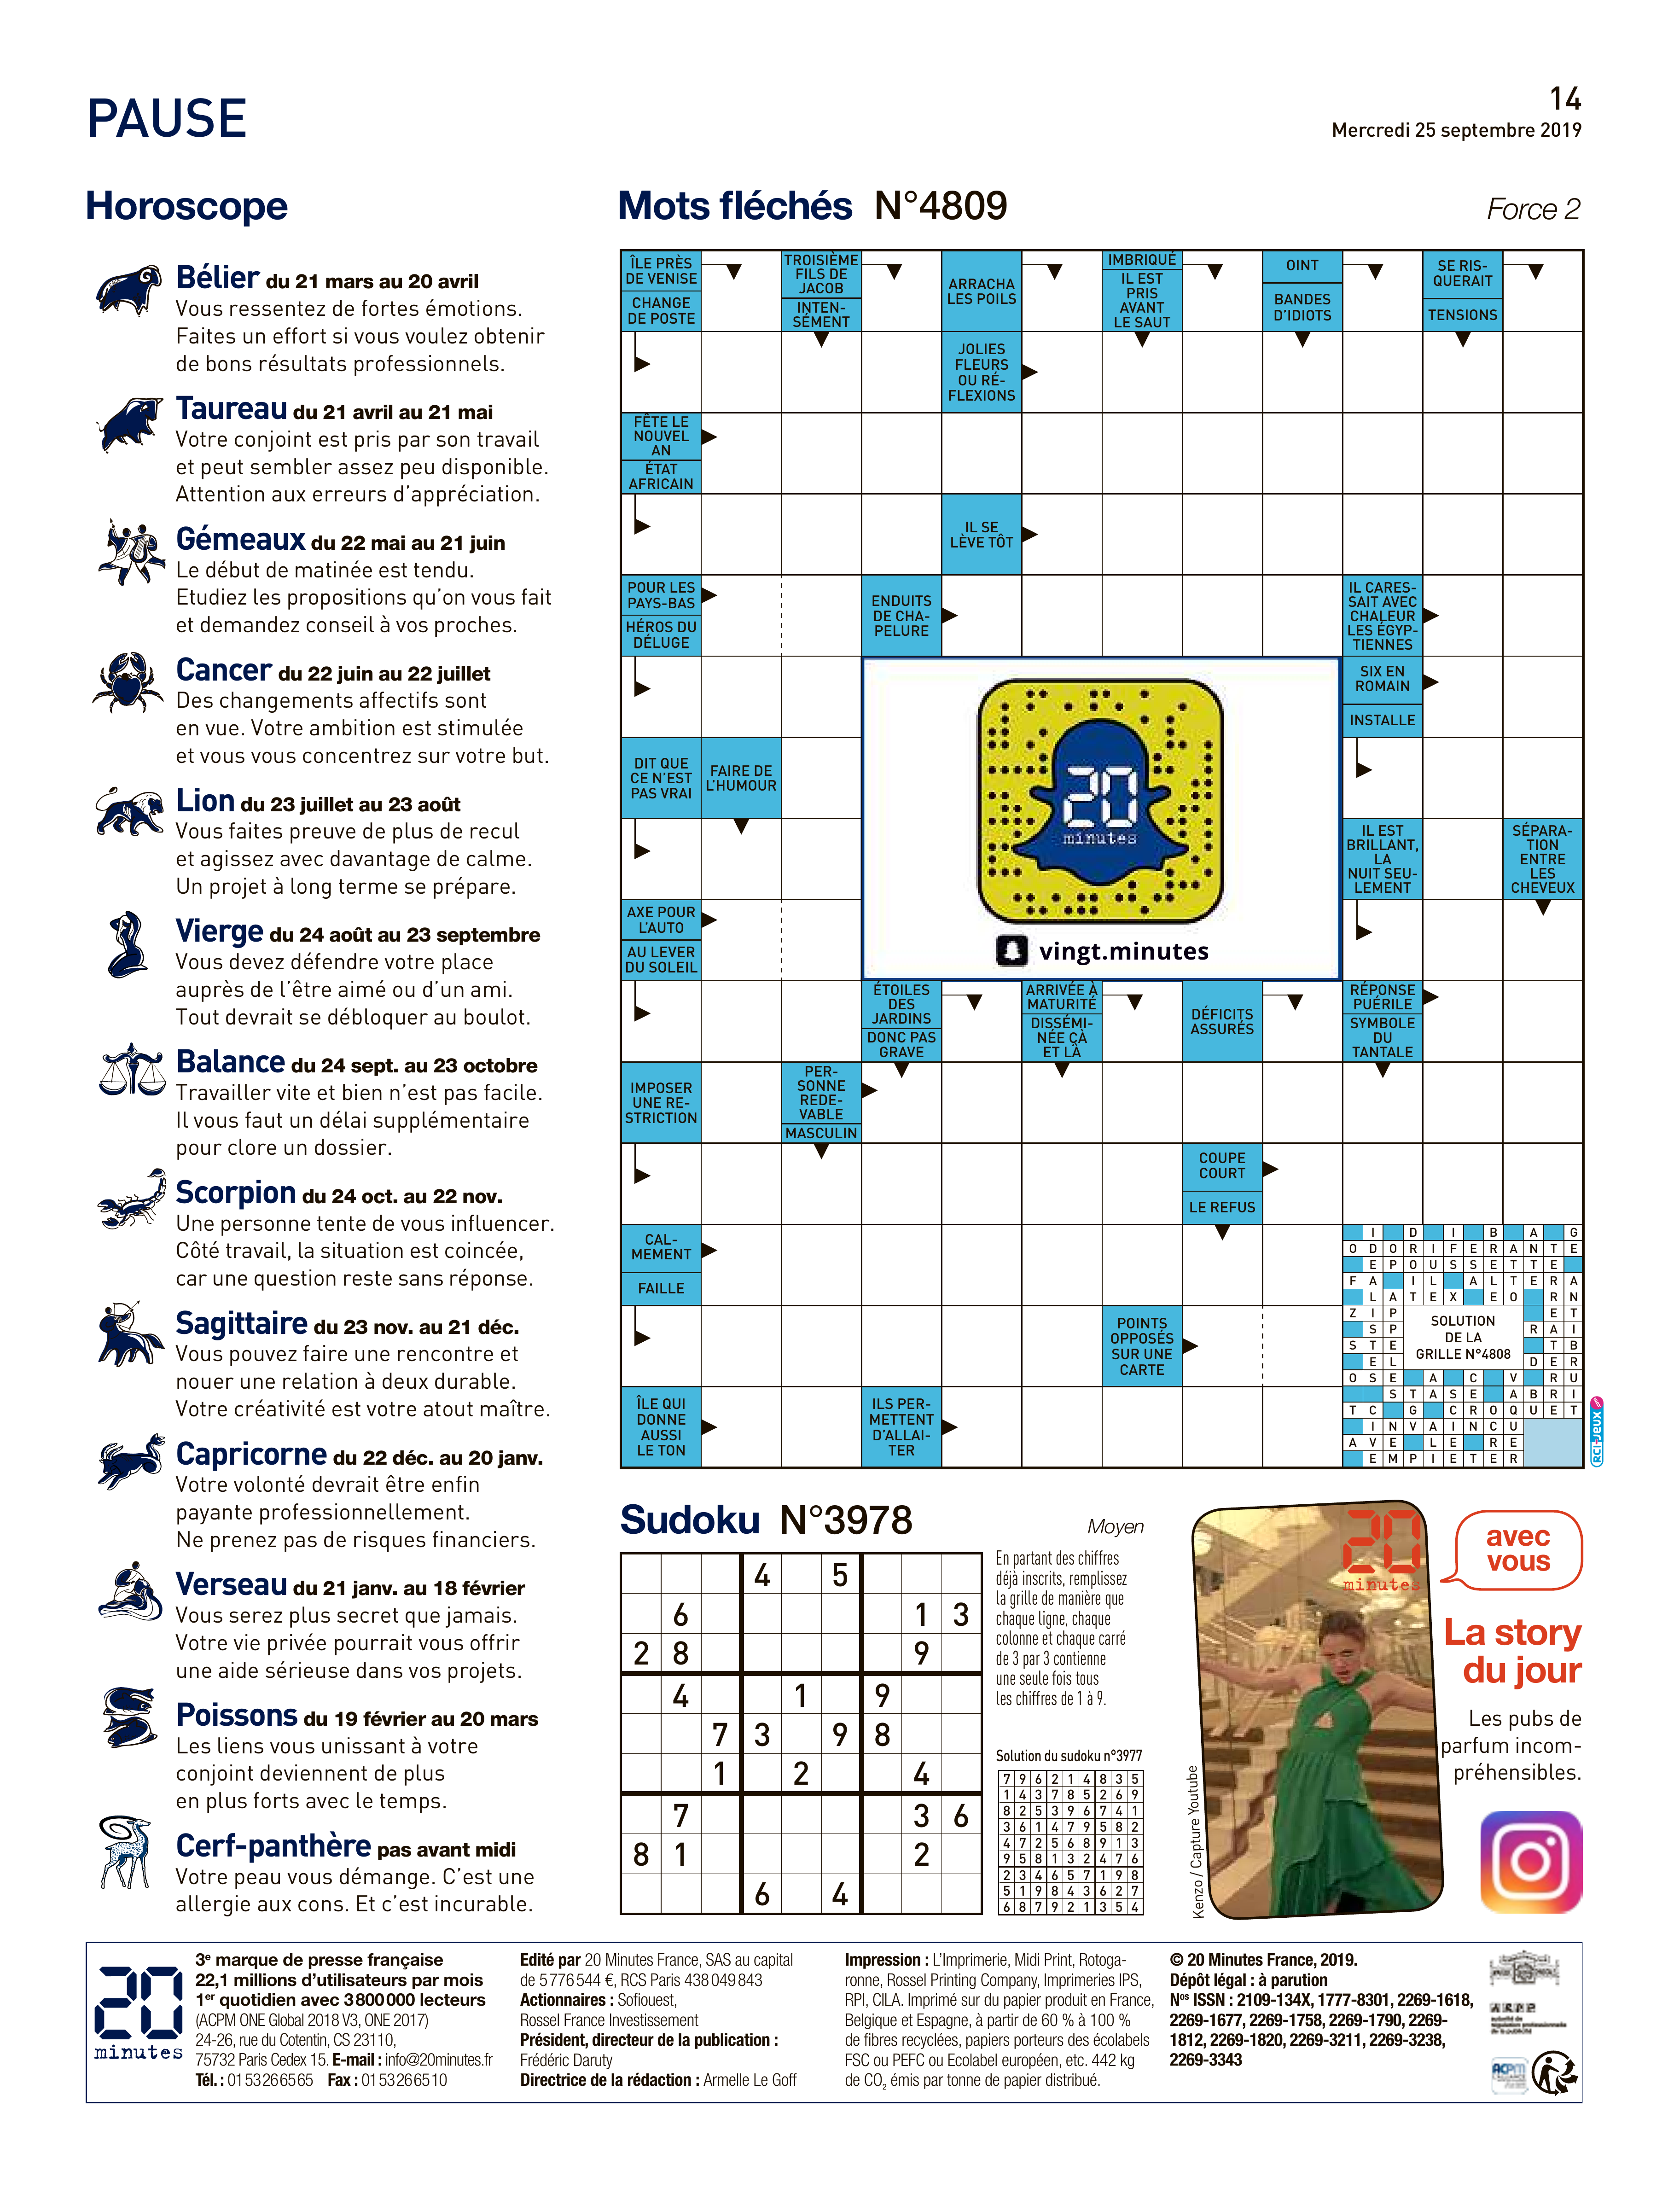 PAUSE
14
Mercredi 25 septembre 2019
Horoscope
Bélier du 21 mars au 20 avril
Vous ressentez de fortes émotions.
Faites un effort si vous voulez obtenir
de bons résultats professionnels.
Taureau du 21 avril au 21 mai
Votre conjoint est pris par son travail
et peut sembler assez peu disponible.
Attention aux erreurs d’appréciation.
Gémeaux du 22 mai au 21 juin
Le début de matinée est tendu.
Etudiez les propositions qu’on vous fait
et demandez conseil à vos proches.
Cancer du 22 juin au 22 juillet
Des changements affectifs sont
en vue. Votre ambition est stimulée
et vous vous concentrez sur votre but.
Lion du 23 juillet au 23 août
Vous faites preuve de plus de recul
et agissez avec davantage de calme.
Un projet à long terme se prépare.
Vierge du 24 août au 23 septembre
Vous devez défendre votre place
auprès de l’être aimé ou d’un ami.
Tout devrait se débloquer au boulot.
Balance du 24 sept. au 23 octobre
Travailler vite et bien n’est pas facile.
Il vous faut un délai supplémentaire
pour clore un dossier.
Scorpion du 24 oct. au 22 nov.
Une personne tente de vous influencer.
Côté travail, la situation est coincée,
car une question reste sans réponse.
Sagittaire du 23 nov. au 21 déc.
Vous pouvez faire une rencontre et
nouer une relation à deux durable.
Votre créativité est votre atout maître.
Capricorne du 22 déc. au 20 janv.
Votre volonté devrait être enfin
payante professionnellement.
Ne prenez pas de risques financiers.
Verseau du 21 janv. au 18 février
Vous serez plus secret que jamais.
Votre vie privée pourrait vous offrir
une aide sérieuse dans vos projets.
Poissons du 19 février au 20 mars
Les liens vous unissant à votre
conjoint deviennent de plus
en plus forts avec le temps.
Cerf-panthère pas avant midi
Votre peau vous démange. C’est une
allergie aux cons. Et c’est incurable.
Mots fléchés N°4809
Force 2
ÎLE PRÈS
DE VENISE
CHANGE
DE POSTE
TROISIÈME
FILS DE
JACOB
INTEN-
SÉMENT
ARRACHA
LES POILS
IMBRIQUÉ
IL EST
PRIS
AVANT
LE SAUT
OINT
BANDES
D’IDIOTS
SE RIS-
QUERAIT
TENSIONS
JOLIES
FLEURS
OU RÉ-
FLEXIONS
FÊTE LE
NOUVEL
AN
ÉTAT
AFRICAIN
IL SE
LÈVE TÔT
POUR LES
PAYS-BAS
HÉROS DU
DÉLUGE
ENDUITS
DE CHA-
PELURE
IL CARES-
SAIT AVEC
CHALEUR
LES ÉGYP-
TIENNES
SIX EN
ROMAIN
INSTALLE
DIT QUE
CE N’EST
PAS VRAI
FAIRE DE
L’HUMOUR
20
minutes
vingt.minutes
IL EST
BRILLANT,
LA
NUIT SEU-
LEMENT
SÉPARA-
TION
ENTRE
LES
CHEVEUX
AXE POUR
L’AUTO
AU LEVER
DU SOLEIL
ÉTOILES
DES
JARDINS
DONC PAS
GRAVE
ARRIVÉE À
MATURITÉ
DISSÉMI-
NÉE ÇÀ
ET LÀ
DÉFICITS
ASSURÉS
RÉPONSE
PUÉRILE
SYMBOLE
DU
TANTALE
IMPOSER
UNE RE-
STRICTION
PER-
SONNE
REDE-
VABLE
MASCULIN
COUPE
COURT
LE REFUS
CAL-
MEMENT
FAILLE
POINTS
OPPOSÉS
SUR UNE
CARTE
ÎLE QUI
DONNE
AUSSI
LE TON
ILS PER-
METTENT
D’ALLAI-
TER
I D I B A G
O D O R I F E R A N T E
E P O U S S E T T E
F A I L A L T E R A
L A T E X E O R N
Z I P E T
S P R A I
S T E T B
E L D E R
O S E A C V R U
S T A S E A B R I
T C G C R O Q U E T
I N V A I N C U
A V E L E R E
E M P I E T E R
SOLUTION
DE LA
GRILLE N°4808
RCI-JEUX
Sudoku N°3978
Moyen
4 5
6 1 3
2 8 9
4 1 9
7 3 9 8
1 2 4
7 3 6
8 1 2
6 4
En partant des chiffres
déjà inscrits, remplissez
la grille de manière que
chaque ligne, chaque
colonne et chaque carré
de 3 par 3 contienne
une seule fois tous
les chiffres de 1 à 9.
Solution du sudoku n°3977
7 9 6 2 1 4 8 3 5
1 4 3 7 8 5 2 6 9
8 2 5 3 9 6 7 4 1
3 6 1 4 7 9 5 8 2
4 7 2 5 6 8 9 1 3
9 5 8 1 3 2 4 7 6
2 3 4 6 5 7 1 9 8
5 1 9 8 4 3 6 2 7
6 8 7 9 2 1 3 5 4
Kenzo / Capture Youtube
20
minutes
avec
vous
La story
du jour
Les pubs de
parfum incom-
préhensibles.
20
minutes
3e marque de presse française
22,1 millions d’utilisateurs par mois
1er quotidien avec 3 800 000 lecteurs
(ACPM ONE Global 2018 V3, ONE 2017)
24-26, rue du Cotentin, CS 23110,
75732 Paris Cedex 15. E-mail : info@20minutes.fr
Tél. : 01 53 26 65 65 Fax : 01 53 26 65 10
Edité par 20 Minutes France, SAS au capital
de 5 776 544 €, RCS Paris 438 049 843
Actionnaires : Sofiouest,
Rossel France Investissement
Président, directeur de la publication :
Frédéric Daruty
Directrice de la rédaction : Armelle Le Goff
Impression : L’Imprimerie, Midi Print, Rotoga-
ronne, Rossel Printing Company, Imprimeries IPS,
RPI, CILA. Imprimé sur du papier produit en France,
Belgique et Espagne, à partir de 60 % à 100 %
de fibres recyclées, papiers porteurs des écolabels
FSC ou PEFC ou Ecolabel européen, etc. 442 kg
de CO2 émis par tonne de papier distribué.
© 20 Minutes France, 2019.
Dépôt légal : à parution
Nos ISSN : 2109-134X, 1777-8301, 2269-1618,
2269-1677, 2269-1758, 2269-1790, 2269-
1812, 2269-1820, 2269-3211, 2269-3238,
2269-3343
ARPP
autorité de
régulation professionnelle
de la publicité
ACPM